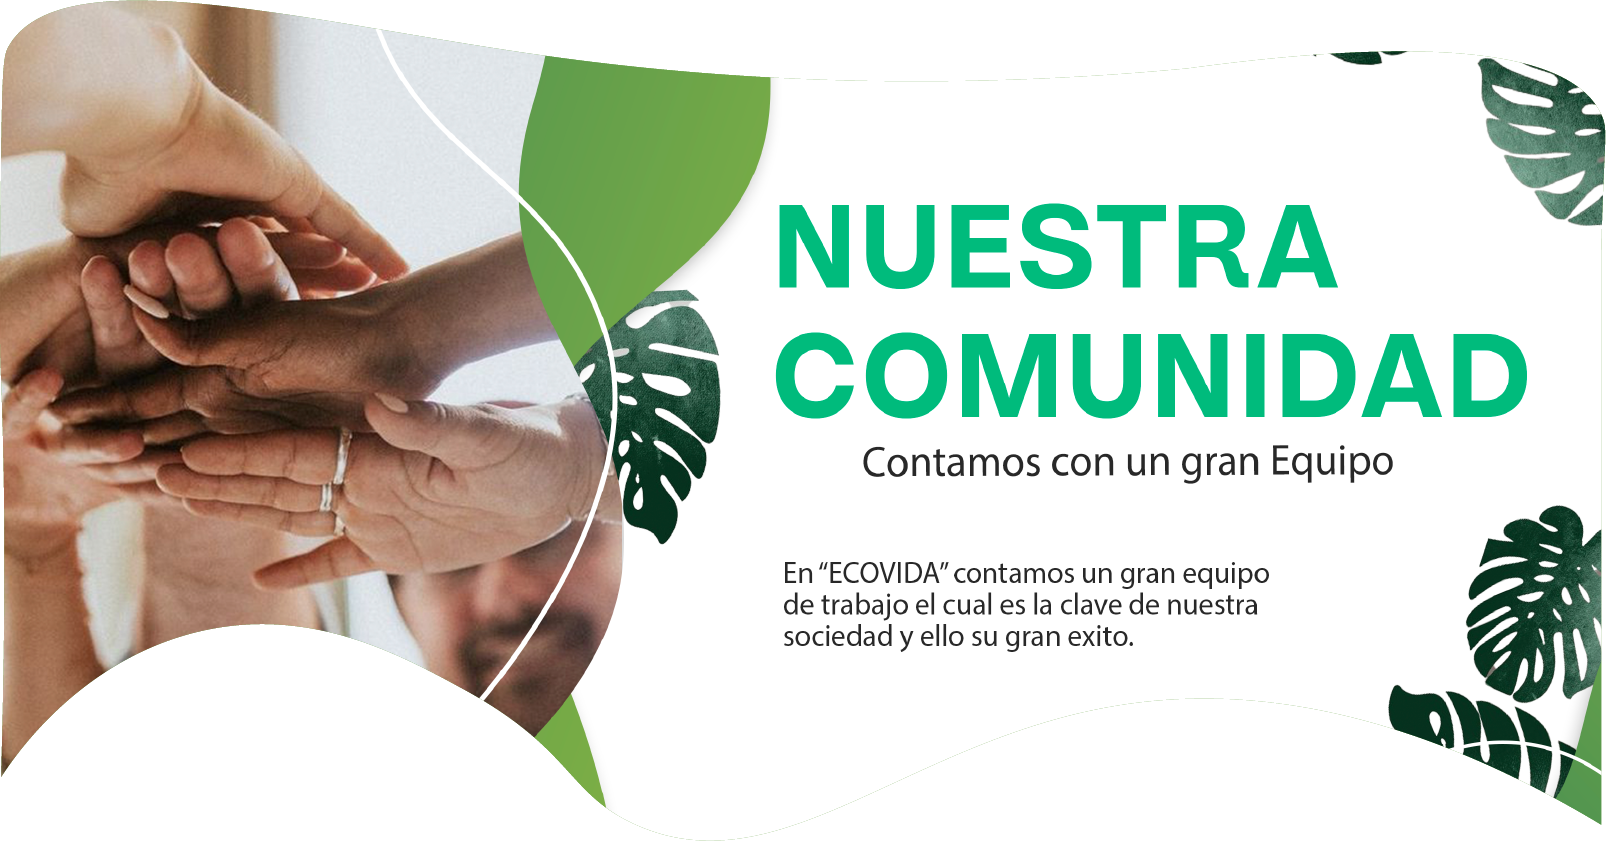 NUESTRA
COMUNIDAD
Contamos con un gran Equipo
En “ECOVIDA” contamos un gran equipo
de trabajo el cual es la clave de nuestra
sociedad y ello su gran exito.